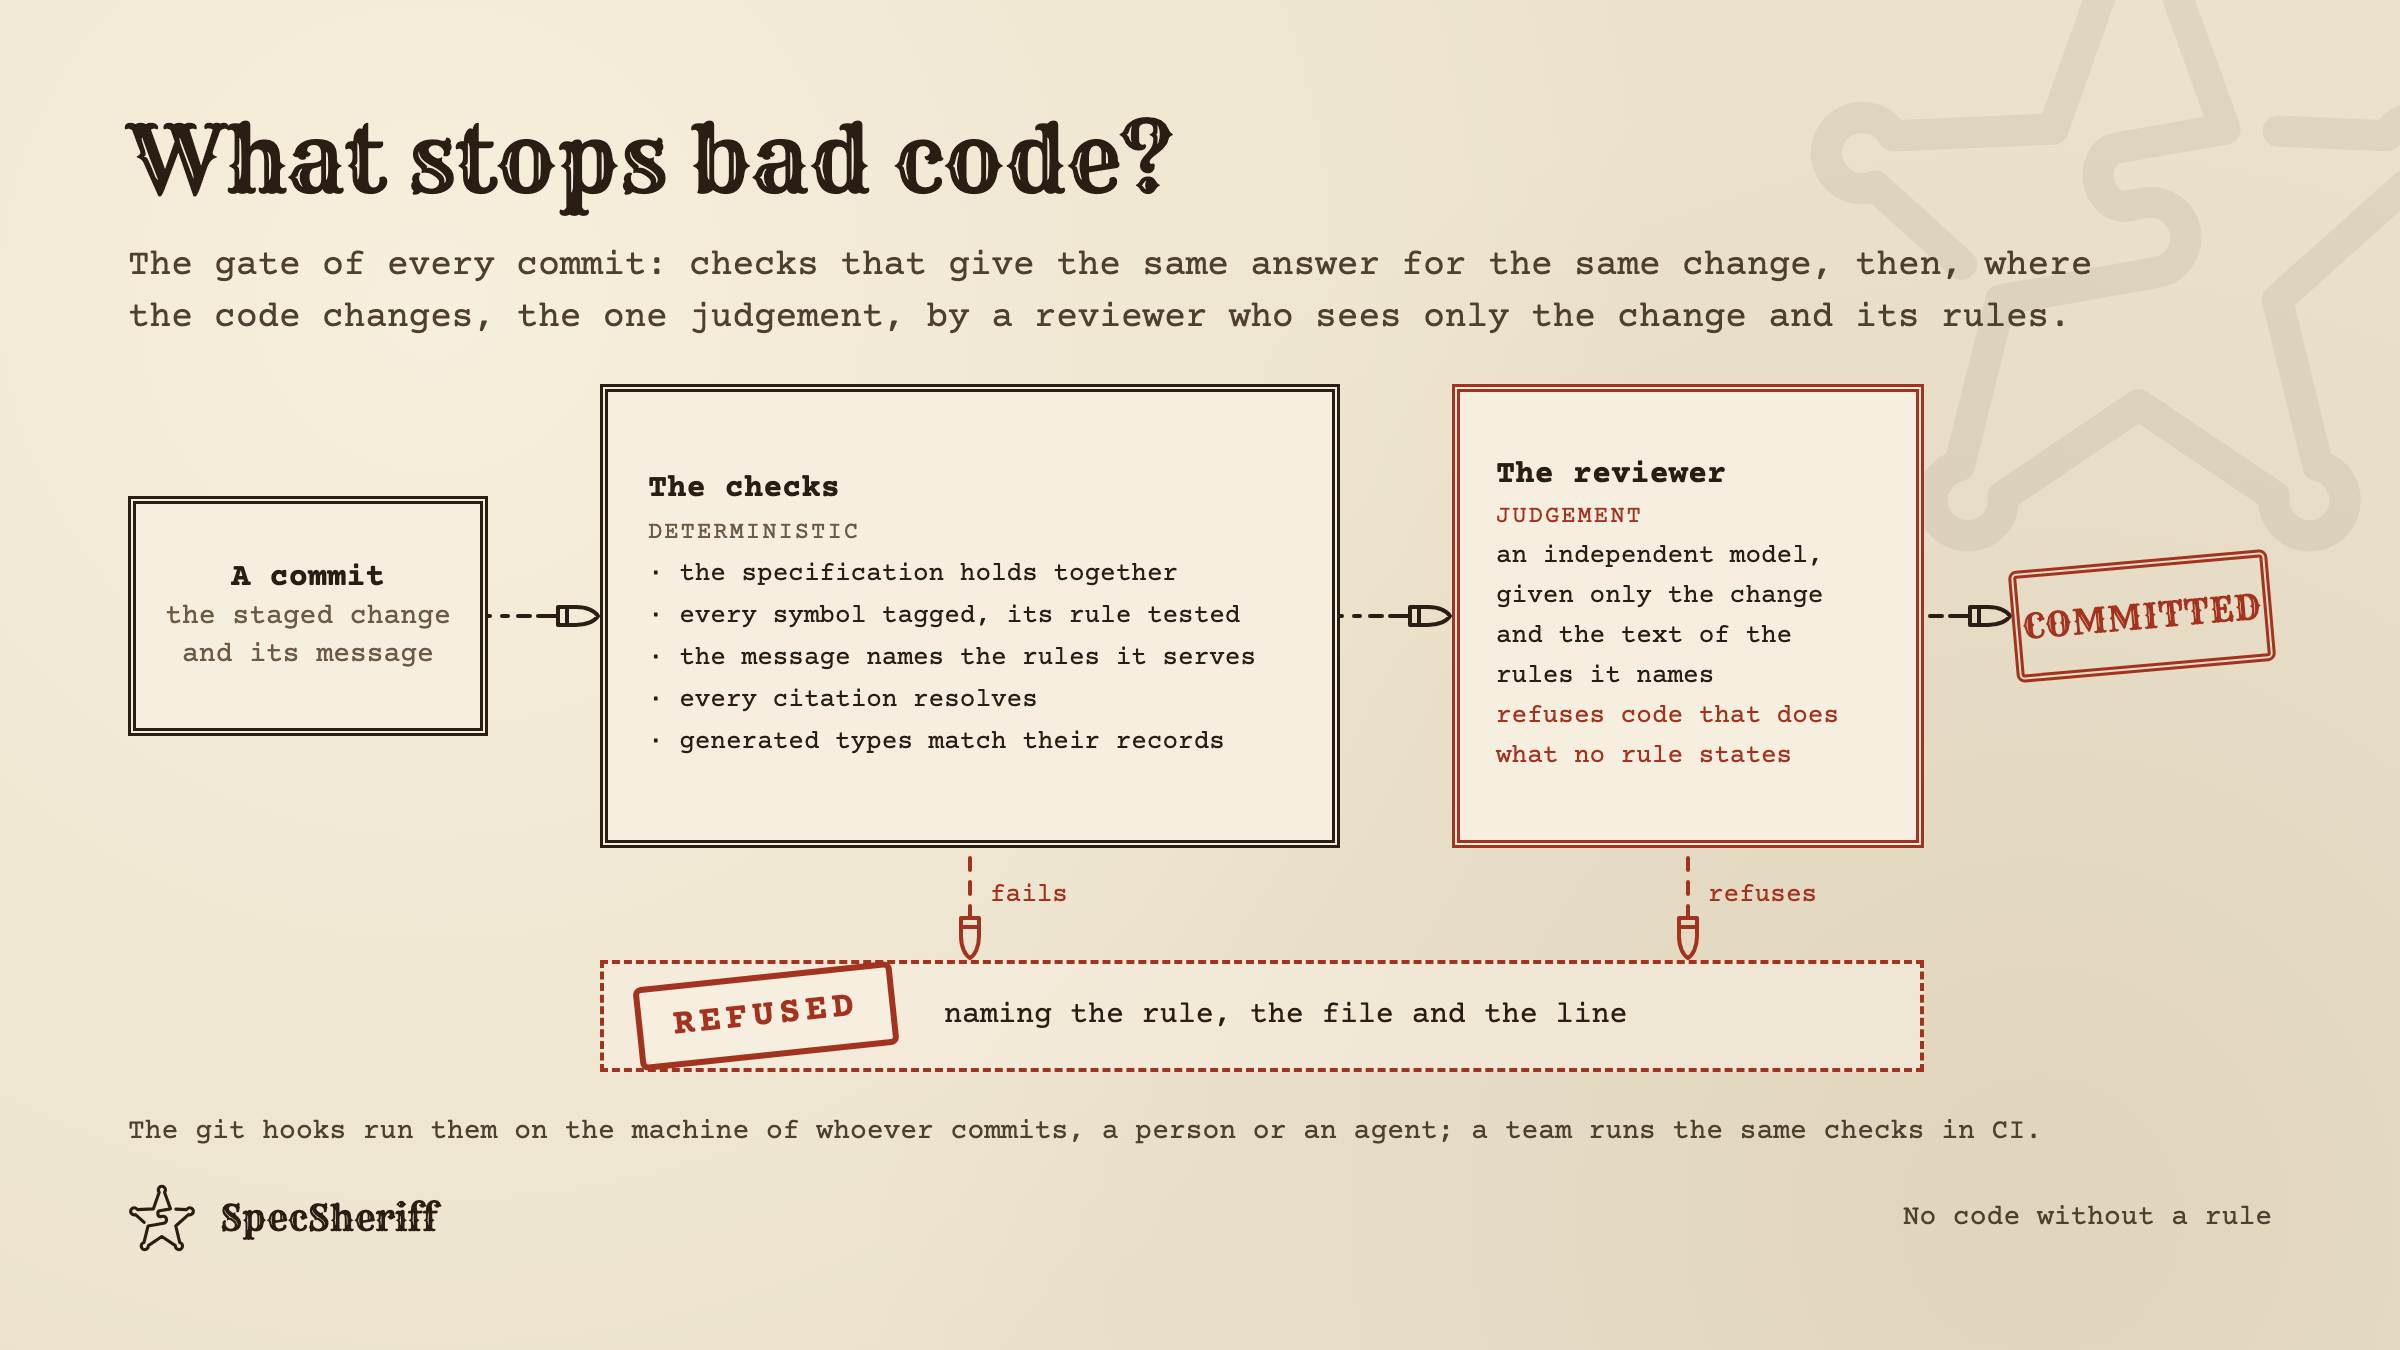 What stops bad code?
The gate of every commit: checks that give the same answer for the same change, then, where
the code changes, the one judgement, by a reviewer who sees only the change and its rules.
A commit
the staged change
and its message
The checks
DETERMINISTIC
· the specification holds together
· every symbol tagged, its rule tested
· the message names the rules it serves
· every citation resolves
· generated types match their records
The reviewer
JUDGEMENT
an independent model,
given only the change
and the text of the
rules it names
refuses code that does
what no rule states
COMMITTED
fails
refuses
REFUSED
naming the rule, the file and the line
The git hooks run them on the machine of whoever commits, a person or an agent; a team runs the same checks in CI.
SpecSheriff
No code without a rule